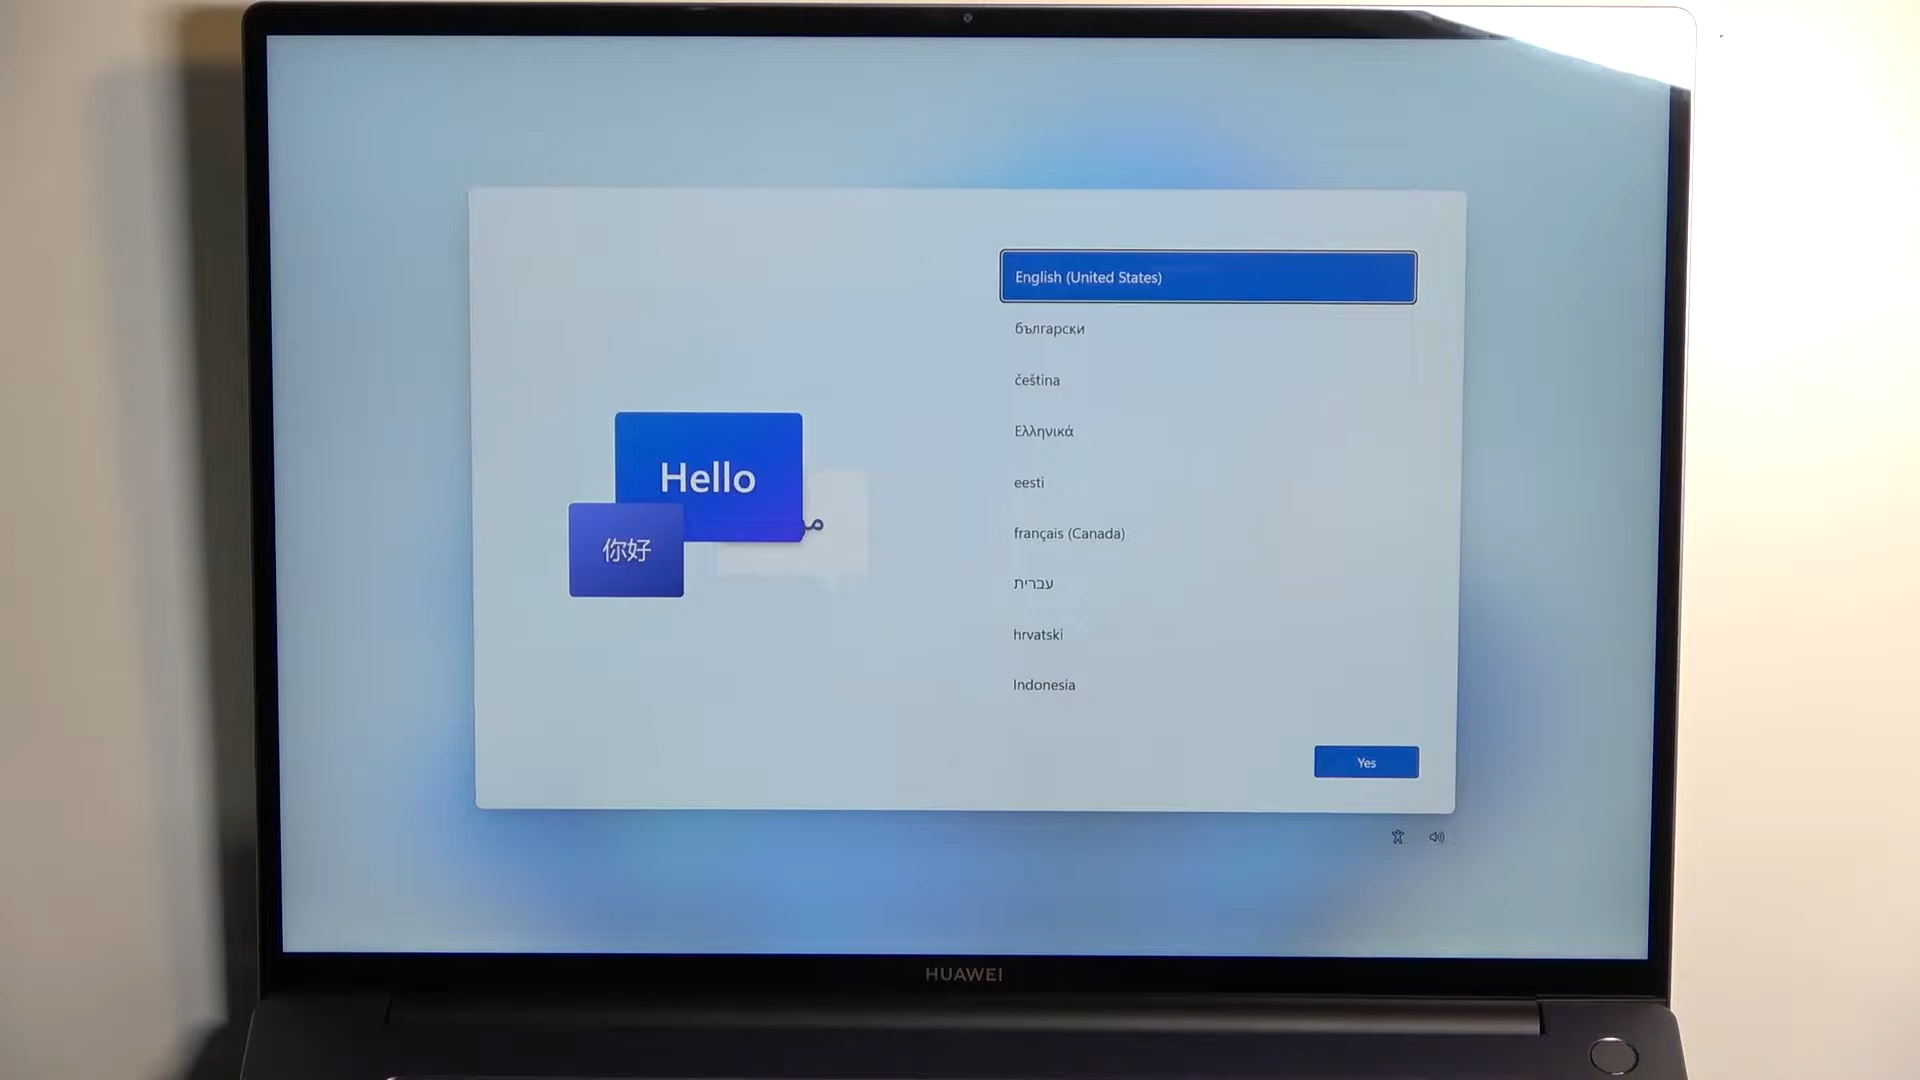 English (United States)
български
čeština
Ελληνικά
eesti
français (Canada)
עברית
hrvatski
Indonesia
Hello
你好
Yes
HUAWEI